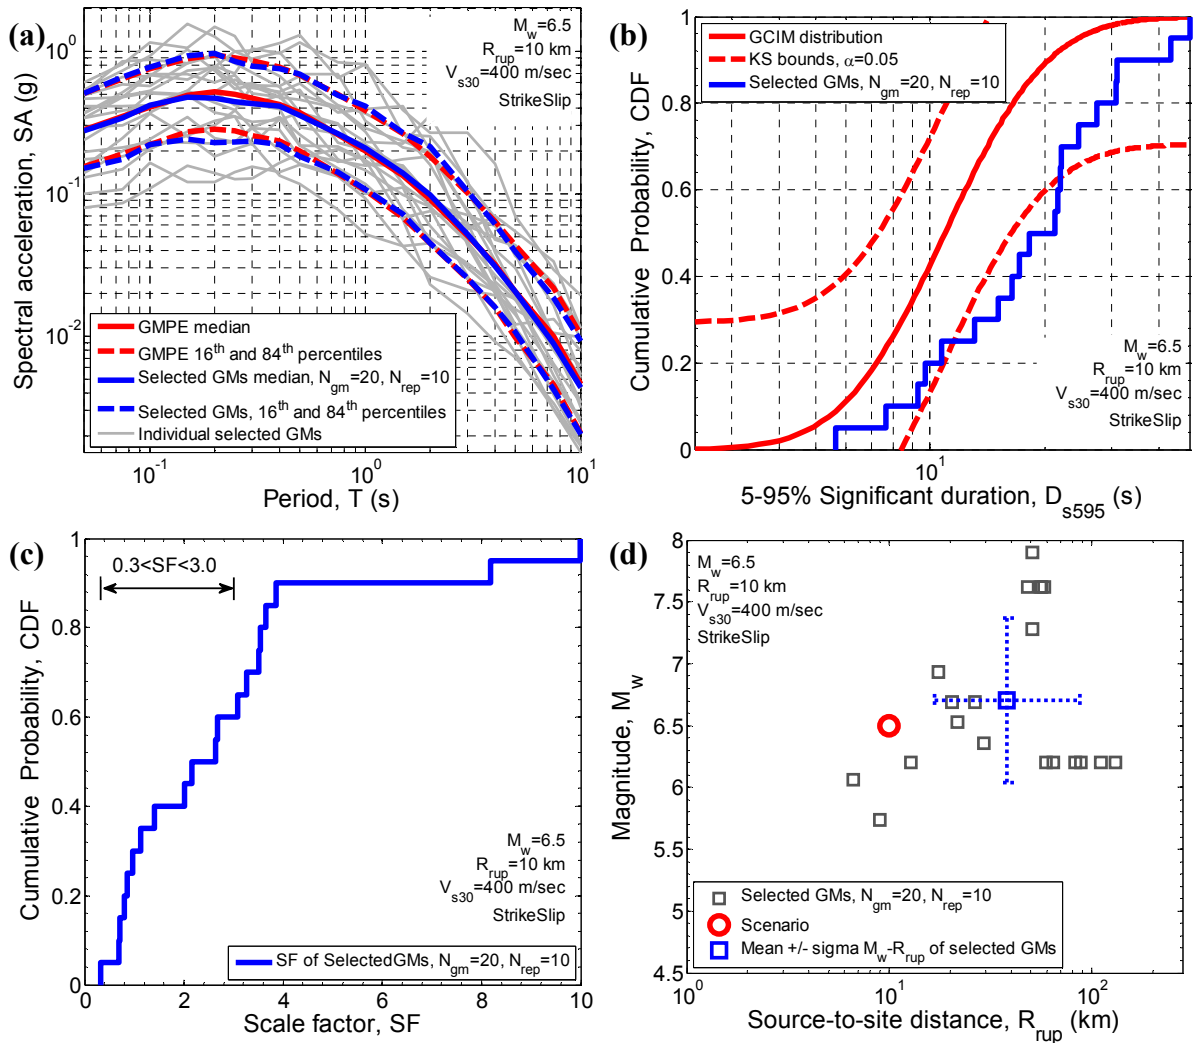 (a)
Spectral acceleration, SA (g)
10^0
10^-1
10^-2
M_w=6.5
R_rup=10 km
V_s30=400 m/sec
StrikeSlip
GMPE median
GMPE 16^th and 84^th percentiles
Selected GMs median, N_gm=20, N_rep=10
Selected GMs, 16^th and 84^th percentiles
Individual selected GMs
10^-1
10^0
10^1
Period, T (s)
(b)
Cumulative Probability, CDF
1
0.8
0.6
0.4
0.2
0
GCIM distribution
KS bounds, α=0.05
Selected GMs, N_gm=20, N_rep=10
M_w=6.5
R_rup=10 km
V_s30=400 m/sec
StrikeSlip
10^1
5-95% Significant duration, D_s595 (s)
(c)
Cumulative Probability, CDF
1
0.8
0.6
0.4
0.2
0
0.3<SF<3.0
M_w=6.5
R_rup=10 km
V_s30=400 m/sec
StrikeSlip
SF of SelectedGMs, N_gm=20, N_rep=10
0
2
4
6
8
10
Scale factor, SF
(d)
Magnitude, M_w
8
7.5
7
6.5
6
5.5
5
4.5
M_w=6.5
R_rup=10 km
V_s30=400 m/sec
StrikeSlip
Selected GMs, N_gm=20, N_rep=10
Scenario
Mean +/- sigma M_w-R_rup of selected GMs
10^0
10^1
10^2
Source-to-site distance, R_rup (km)